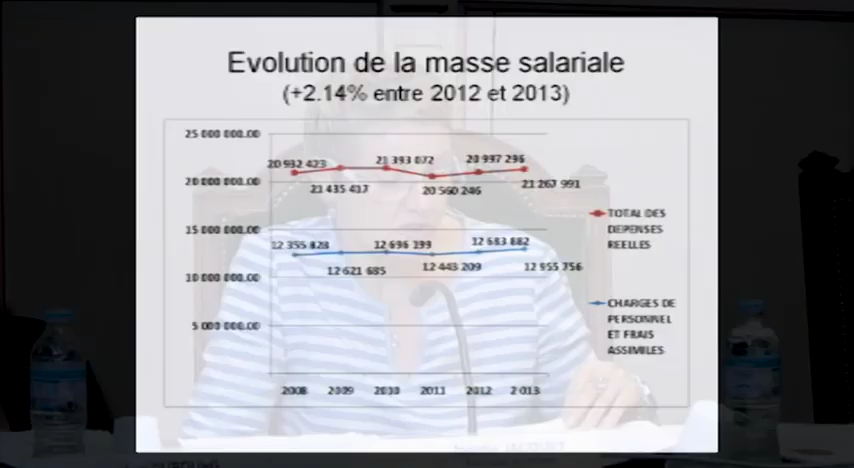 Evolution de la masse salariale
(+2.14% entre 2012 et 2013)
25 000 000.00
20 932 423
21 393 072
20 997 296
20 000 000.00
21 435 437
20 560 246
21 267 991
TOTAL DES
DEPENSES
REELLES
15 000 000.00
12 355 828
12 696 199
12 683 882
10 000 000.00
12 621 685
12 443 209
12 955 756
CHARGES DE
PERSONNEL
ET FRAIS
ASSIMILES
5 000 000.00
2008 2009 2010 2011 2012 2013